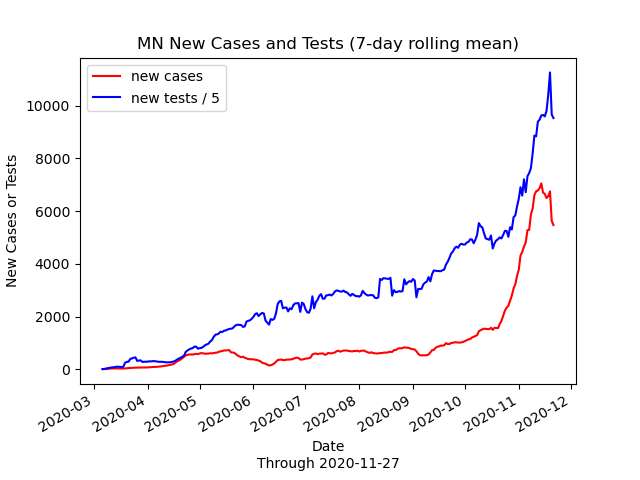 MN New Cases and Tests (7-day rolling mean)
new cases
new tests / 5
New Cases or Tests
10000
8000
6000
4000
2000
0
2020-03
2020-04
2020-05
2020-06
2020-07
2020-08
2020-09
2020-10
2020-11
2020-12
Date
Through 2020-11-27